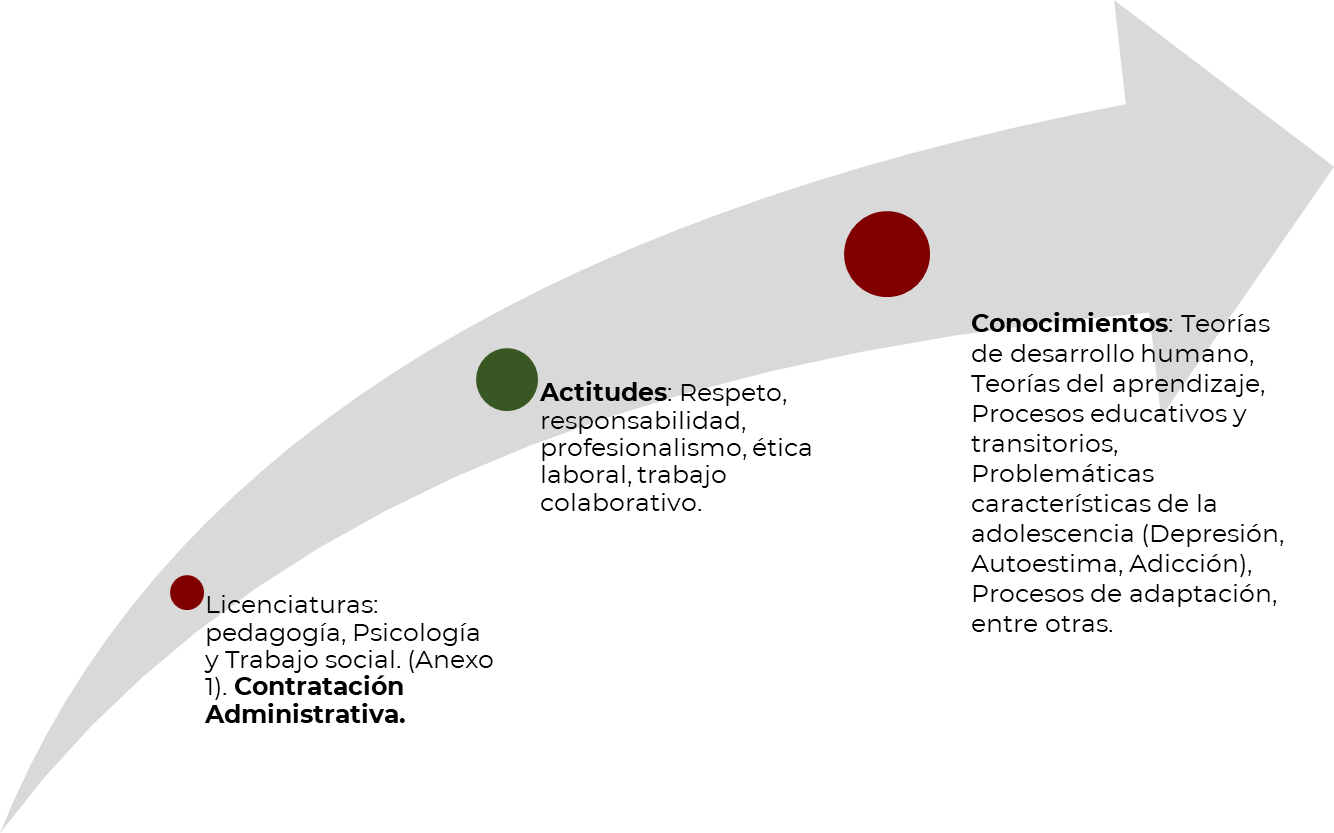 Licenciaturas:
pedagogía, Psicología
y Trabajo social. (Anexo
1). Contratación
Administrativa.
Actitudes: Respeto,
responsabilidad,
profesionalismo, ética
laboral, trabajo
colaborativo.
Conocimientos: Teorías
de desarrollo humano,
Teorías del aprendizaje,
Procesos educativos y
transitorios,
Problemáticas
características de la
adolescencia (Depresión,
Autoestima, Adicción),
Procesos de adaptación,
entre otras.